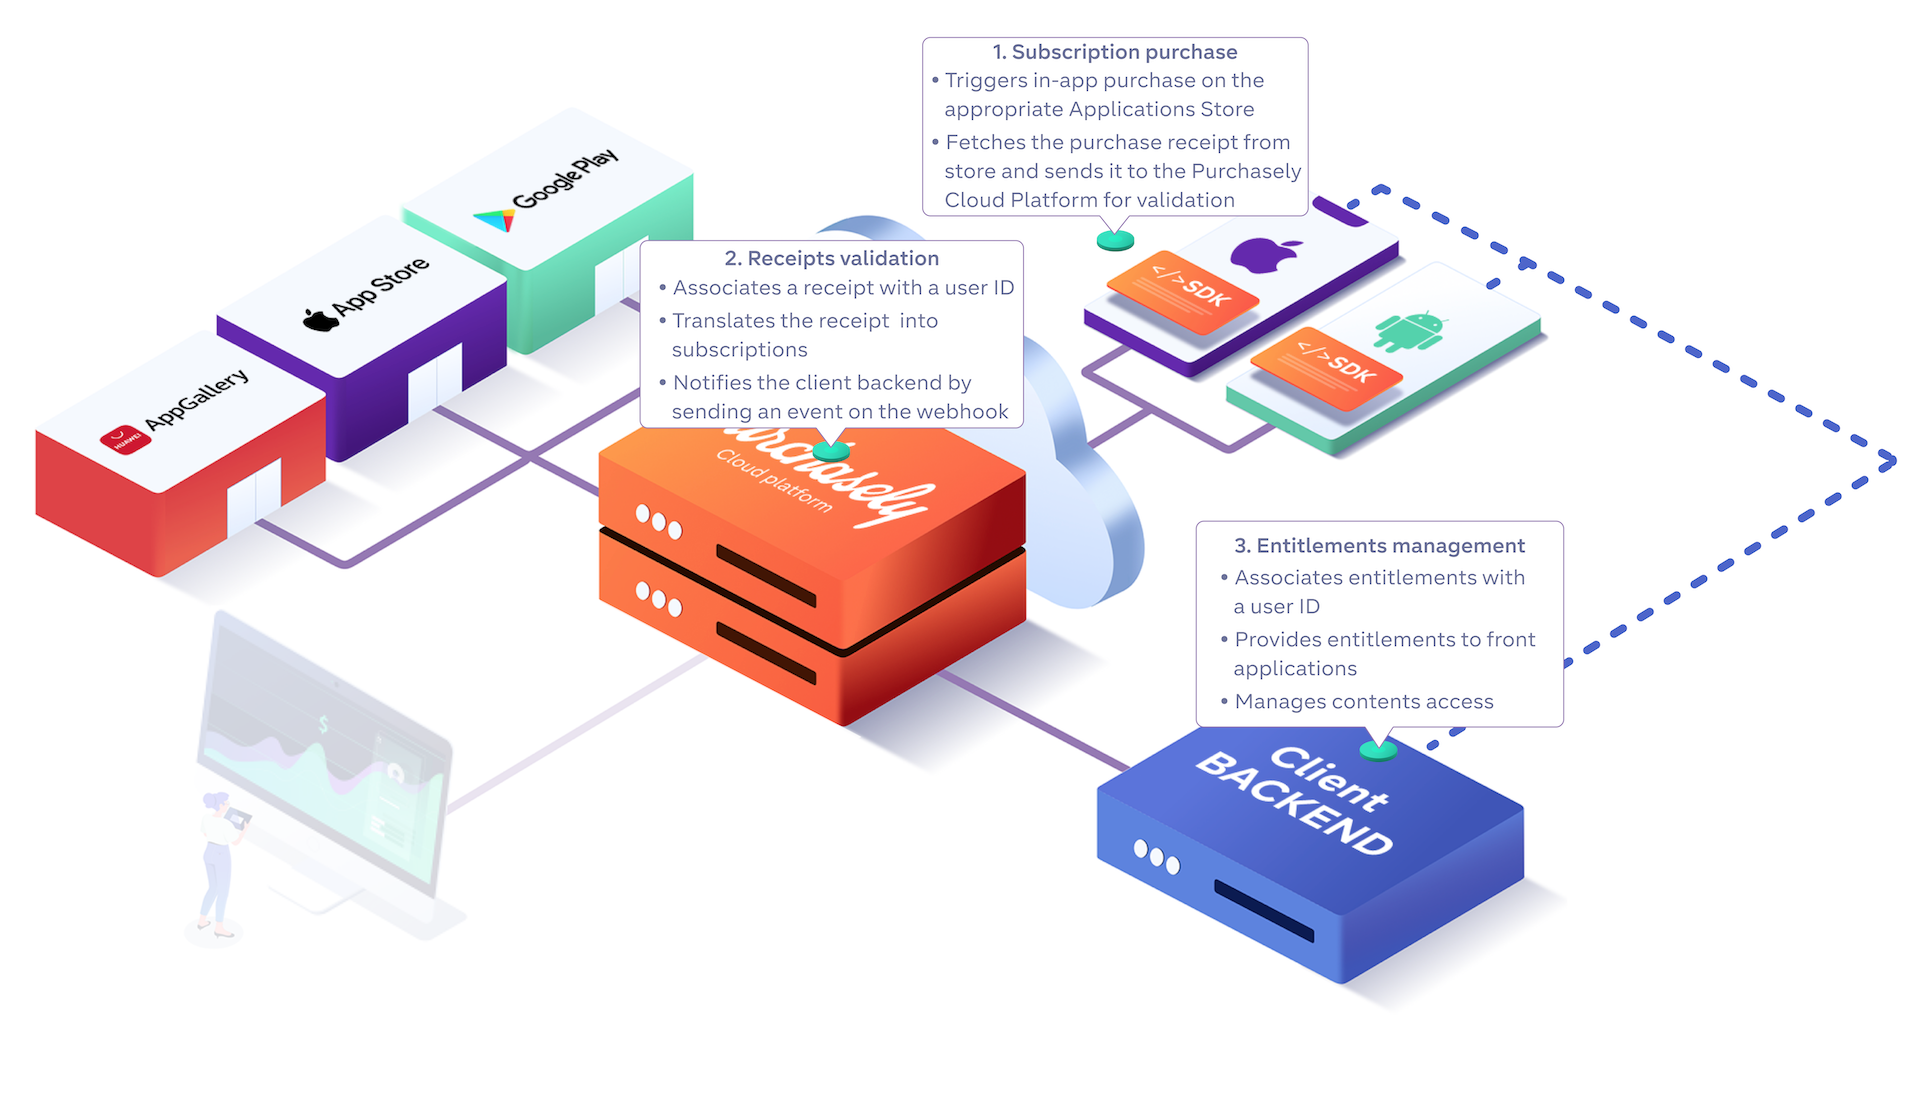 1. Subscription purchase
• Triggers in-app purchase on the
appropriate Applications Store
• Fetches the purchase receipt from
store and sends it to the Purchasely
Cloud Platform for validation
Google Play
App Store
HUAWEI
AppGallery
2. Receipts validation
• Associates a receipt with a user ID
• Translates the receipt into
subscriptions
• Notifies the client backend by
sending an event on the webhook
</>SDK
</>SDK
Purchasely
Cloud platform
3. Entitlements management
• Associates entitlements with
a user ID
• Provides entitlements to front
applications
• Manages contents access
$
Client
BACKEND